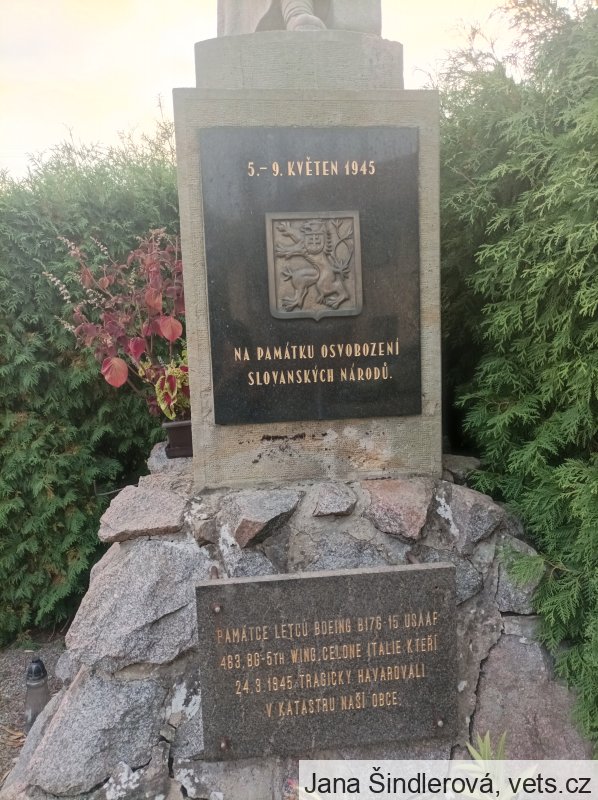 5.-9. KVĚTEN 1945
NA PAMÁTKU OSVOBOZENÍ
SLOVANSKÝCH NÁRODŮ.
PAMÁTCE LETCŮ BOEING B17G-15 USAAF
483.BG-5TH WING.CELONE ITALIE KTEŘÍ
24.3.1945 TRAGICKY HAVAROVALI
V KATASTRU NAŠÍ OBCE.
Jana Šindlerová, vets.cz